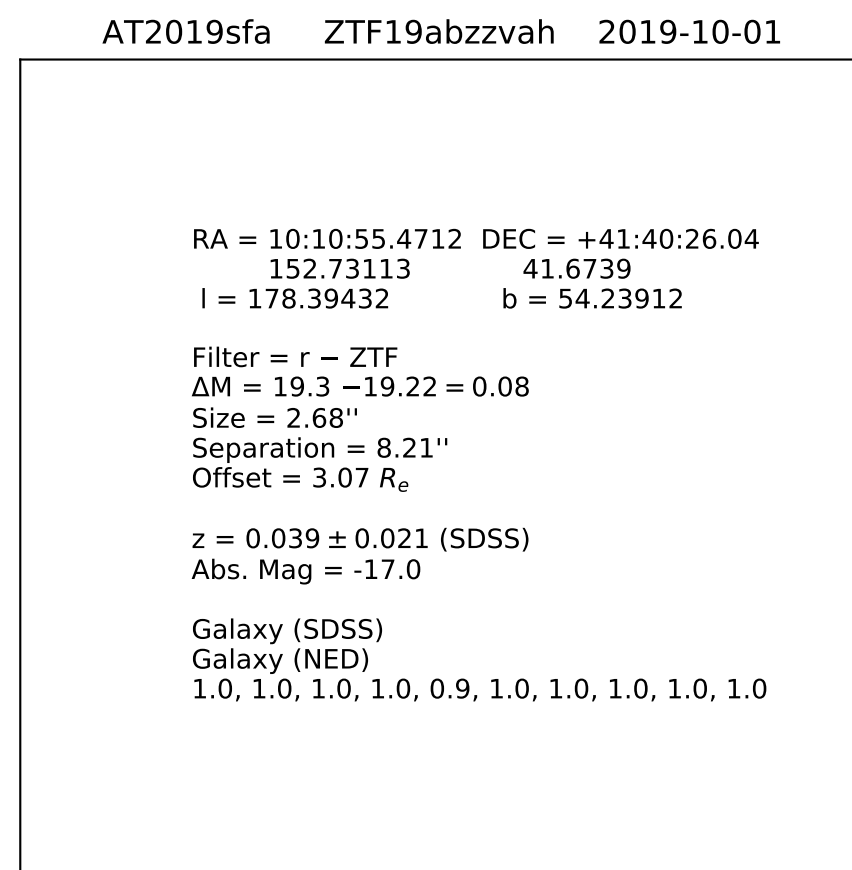 AT2019sfa ZTF19abzzvah 2019-10-01
RA = 10:10:55.4712 DEC = +41:40:26.04
152.73113 41.6739
l = 178.39432 b = 54.23912
Filter = r − ZTF
ΔM = 19.3 −19.22 = 0.08
Size = 2.68''
Separation = 8.21''
Offset = 3.07 Rₑ
z = 0.039 ± 0.021 (SDSS)
Abs. Mag = -17.0
Galaxy (SDSS)
Galaxy (NED)
1.0, 1.0, 1.0, 1.0, 0.9, 1.0, 1.0, 1.0, 1.0, 1.0